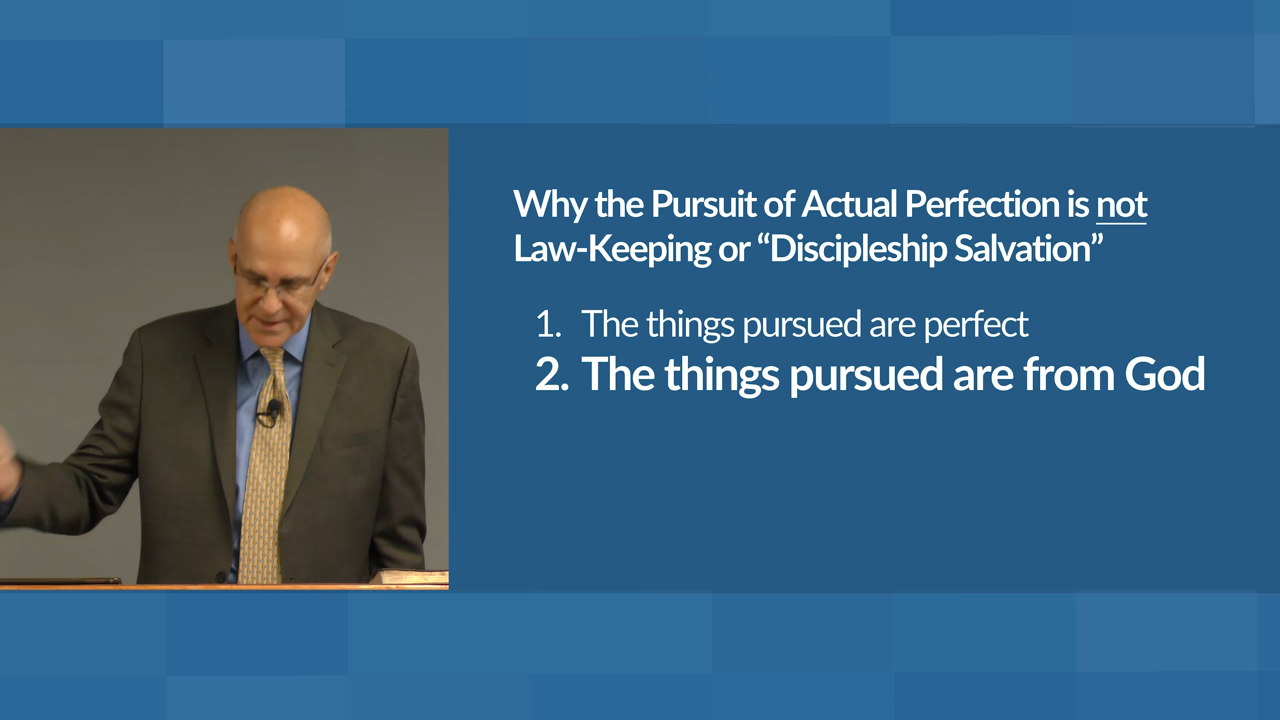 Why the Pursuit of Actual Perfection is not
Law-Keeping or “Discipleship Salvation”
1. The things pursued are perfect
2. The things pursued are from God